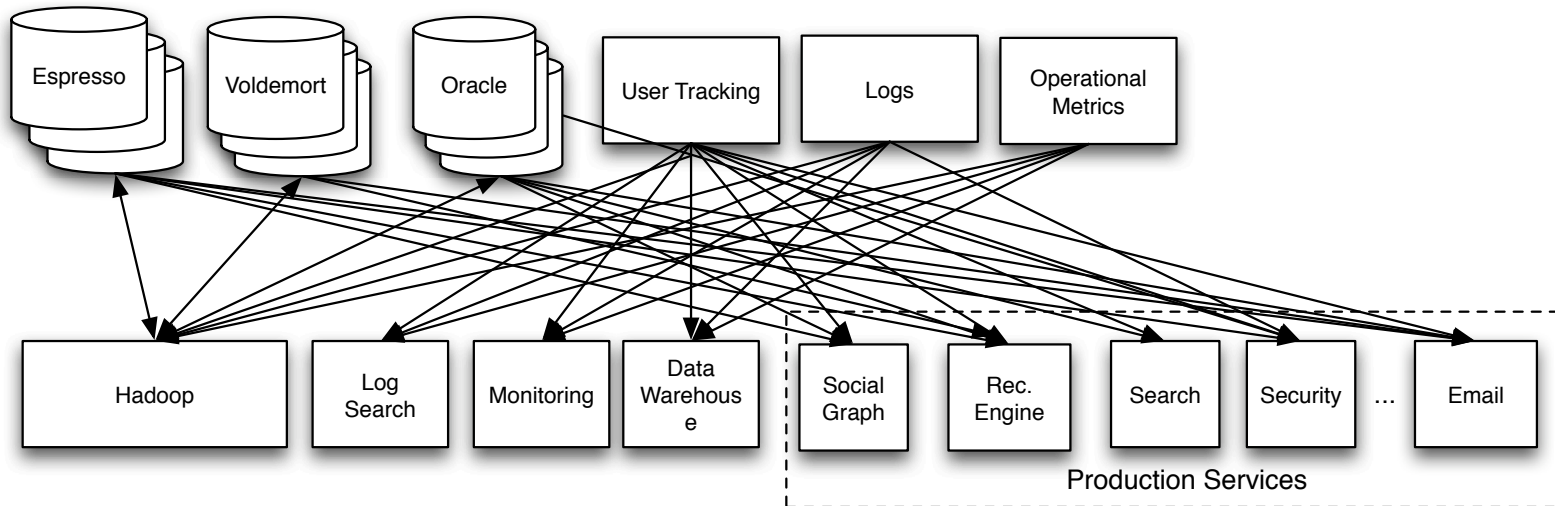 Espresso
Voldemort
Oracle
User Tracking
Logs
Operational
Metrics
Hadoop
Log
Search
Monitoring
Data
Warehous
e
Social
Graph
Rec.
Engine
Search
Security
...
Email
Production Services